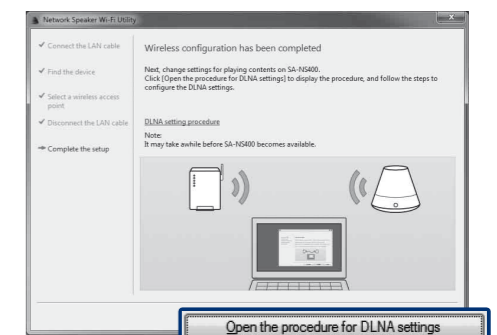 Network Speaker Wi-Fi Utility
Connect the LAN cable
Find the device
Select a wireless access
point
Disconnect the LAN cable
Complete the setup
Wireless configuration has been completed
Next, change settings for playing contents on SA-NS400.
Click [Open the procedure for DLNA settings] to display the procedure, and follow the steps to
configure the DLNA settings.
DLNA setting procedure
Note:
It may take awhile before SA-NS400 becomes available.
Open the procedure for DLNA settings